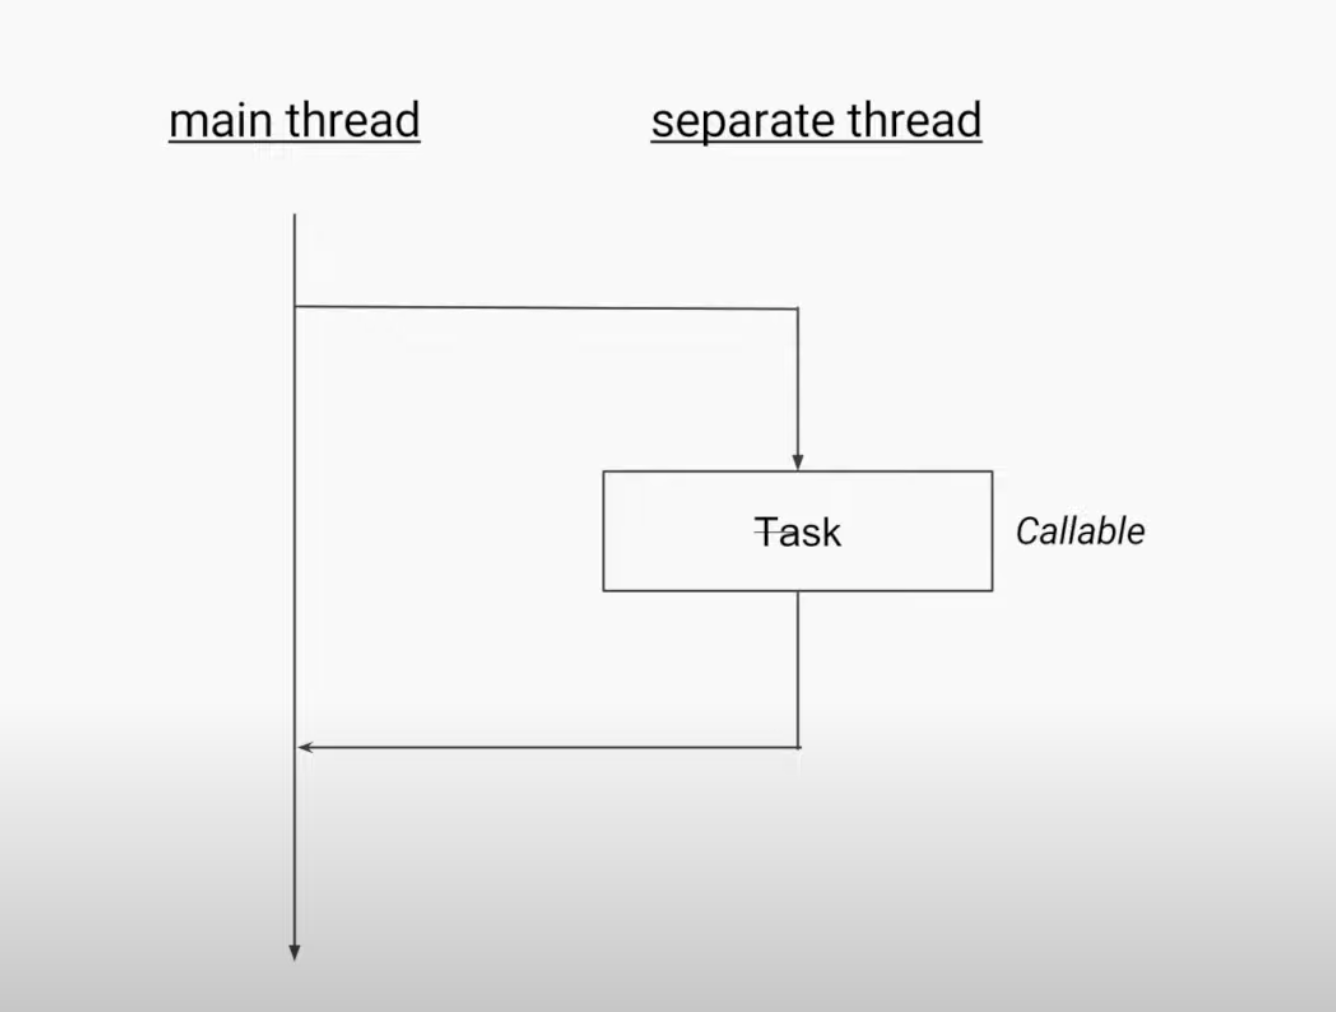 main thread
separate thread
Task
Callable